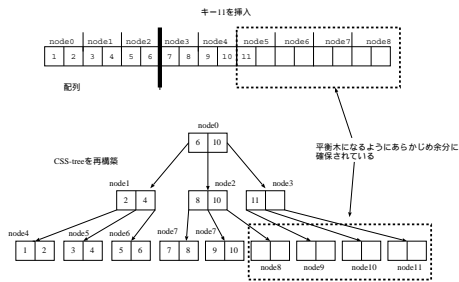 キー11を挿入
node0 node1 node2 node3 node4 node5 node6 node7 node8
1 2 3 4 5 6 7 8 9 10 11
配列
平衡木になるようにあらかじめ余分に
確保されている
CSS-treeを再構築
node0
6 10
node1 node2 node3
2 4 8 10 11
node4 node5 node6 node7 node7
1 2 3 4 5 6 7 8 9 10
node8 node9 node10 node11